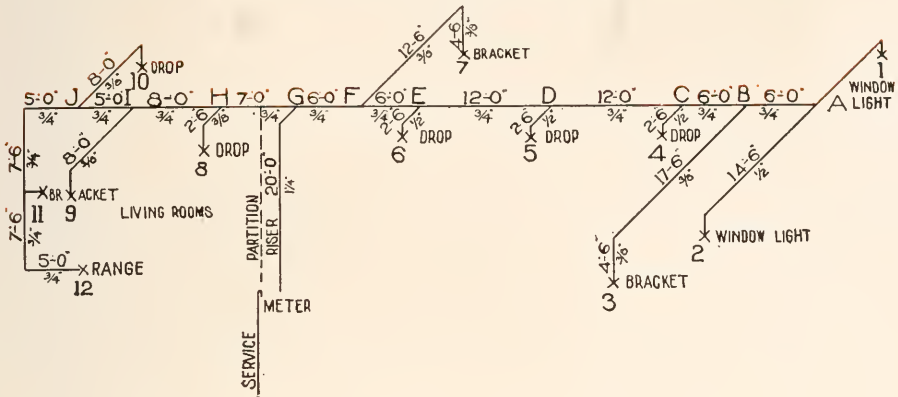 8'-0" 3/8"
10 DROP
12'-6" 3/8"
4'-6" 3/8"
7 BRACKET
1 WINDOW LIGHT
5'-0" J 5'-0" I 8'-0" H 7'-0" G 6'-0" F 6'-0" E 12'-0" D 12'-0" C 6'-0" B 6'-0" A
3/4" 3/4" 3/4" 3/4" 3/4" 3/4" 3/4" 3/4" 3/4" 3/4"
2'-6" 3/8"
8 DROP
2'-6" 1/2"
6 DROP
2'-6" 1/2"
5 DROP
2'-6" 1/2"
4 DROP
17'-6" 3/8"
14'-6" 1/2"
7'-6" 3/4"
8'-0" 3/8"
11 BR ACKET
9
LIVING ROOMS
PARTITION
RISER 20'-0" 1 1/4"
2 WINDOW LIGHT
7'-6" 3/4"
5'-0" 3/4"
RANGE
12
4'-6" 3/8"
3 BRACKET
METER
SERVICE